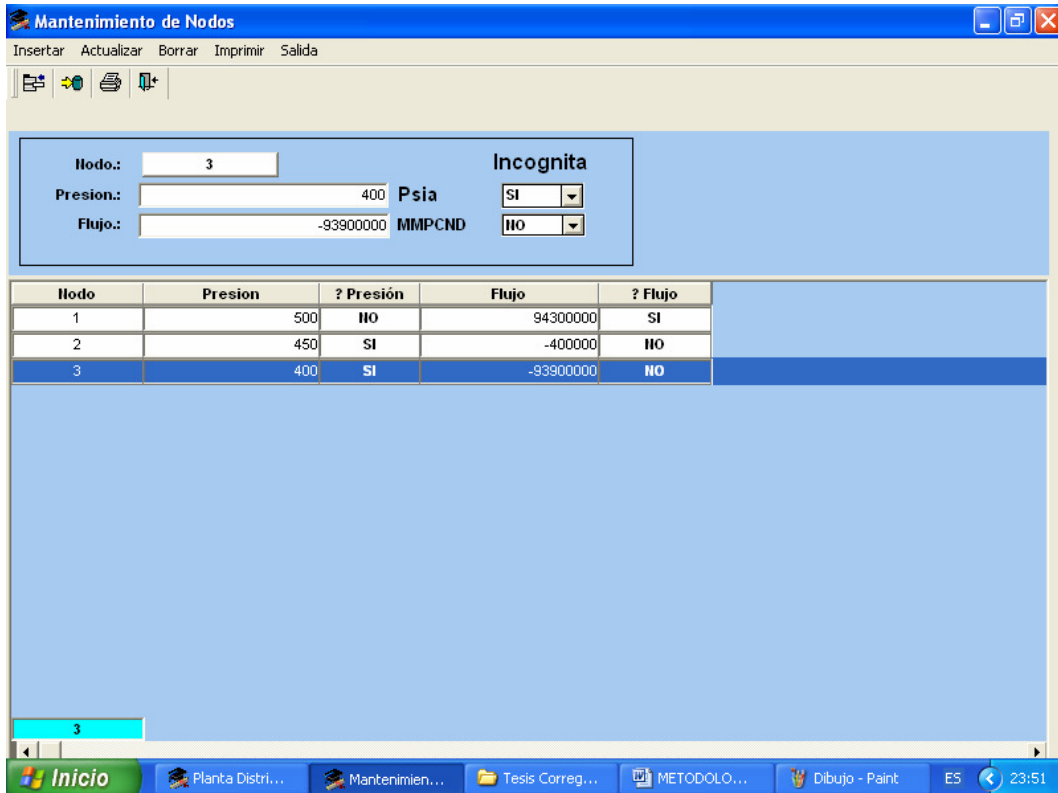 Mantenimiento de Nodos
Insertar Actualizar Borrar Imprimir Salida
Nodo.: 3 Incognita
Presion.: 400 Psia SI
Flujo.: -93900000 MMPCND NO
Nodo Presion ? Presión Flujo ? Flujo
1 500 NO 94300000 SI
2 450 SI -400000 NO
3 400 SI -93900000 NO
3
Inicio Planta Distri... Mantenimien... Tesis Correg... METODOLO... Dibujo - Paint ES 23:51